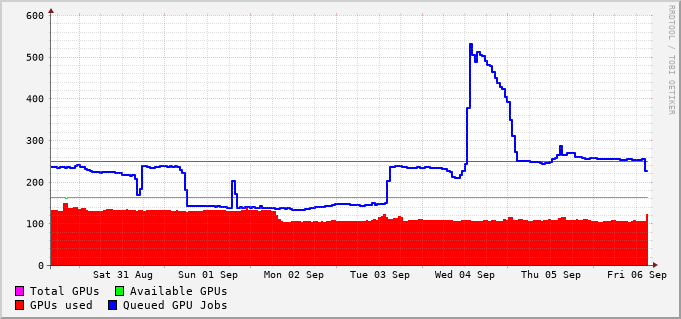 600
500
400
300
200
100
0
Sat 31 Aug Sun 01 Sep Mon 02 Sep Tue 03 Sep Wed 04 Sep Thu 05 Sep Fri 06 Sep
Total GPUs Available GPUs
GPUs used Queued GPU Jobs
RRDTOOL / TOBI OETIKER